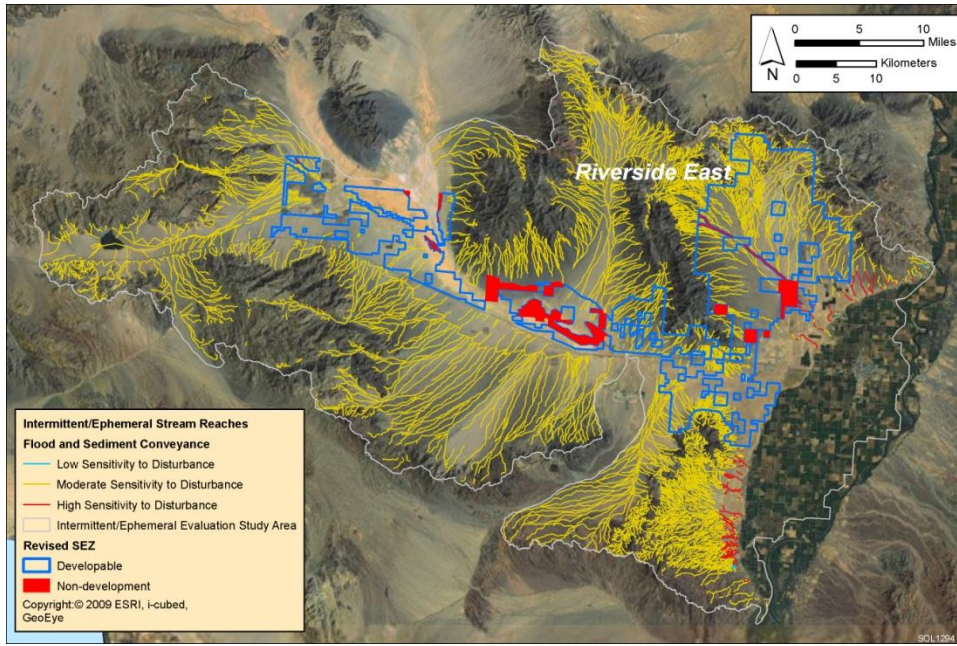 0 5 10
Miles
Kilometers
0 5 10
N
Riverside East
Intermittent/Ephemeral Stream Reaches
Flood and Sediment Conveyance
Low Sensitivity to Disturbance
Moderate Sensitivity to Disturbance
High Sensitivity to Disturbance
Intermittent/Ephemeral Evaluation Study Area
Revised SEZ
Developable
Non-development
Copyright:© 2009 ESRI, i-cubed,
GeoEye
SOL1294